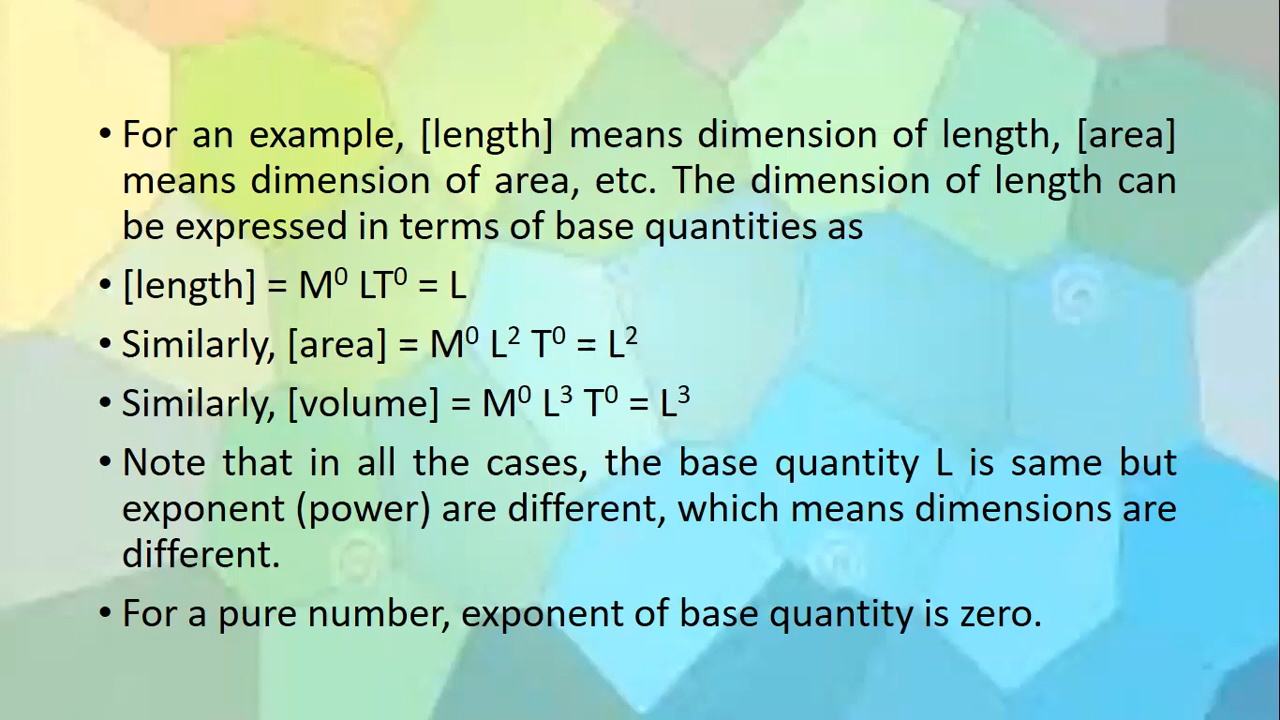 • For an example, [length] means dimension of length, [area]
means dimension of area, etc. The dimension of length can
be expressed in terms of base quantities as
• [length] = M⁰ LT⁰ = L
• Similarly, [area] = M⁰ L² T⁰ = L²
• Similarly, [volume] = M⁰ L³ T⁰ = L³
• Note that in all the cases, the base quantity L is same but
exponent (power) are different, which means dimensions are
different.
• For a pure number, exponent of base quantity is zero.